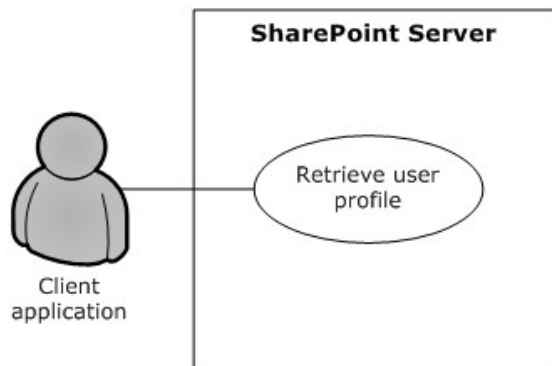 SharePoint Server
Retrieve user
profile
Client
application